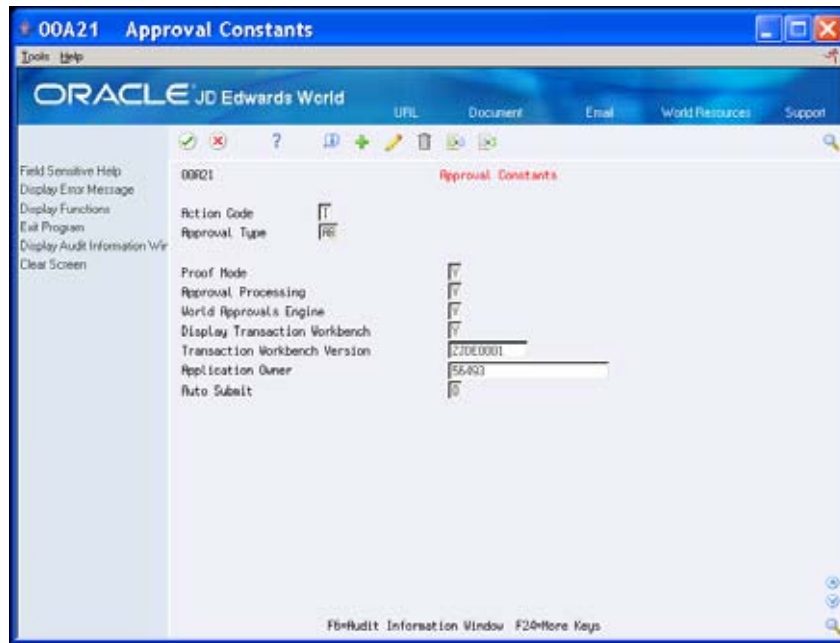 00A21 Approval Constants
Tools Help
ORACLE JD Edwards World
URL Document Email World Resources Support
Field Sensitive Help
Display Error Message
Display Functions
Exit Program
Display Audit Information Wir
Clear Screen
00A21 Approval Constants
Action Code I
Approval Type AB
Proof Mode Y
Approval Processing Y
World Approvals Engine Y
Display Transaction Workbench Y
Transaction Workbench Version ZJDE0001
Application Owner 56493
Auto Submit 0
F6=Audit Information Window F24=More Keys